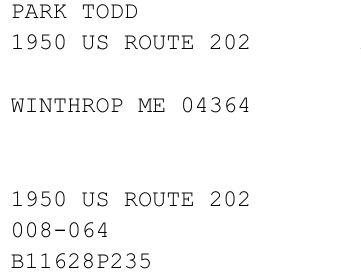 PARK TODD
1950 US ROUTE 202
WINTHROP ME 04364
1950 US ROUTE 202
008-064
B11628P235